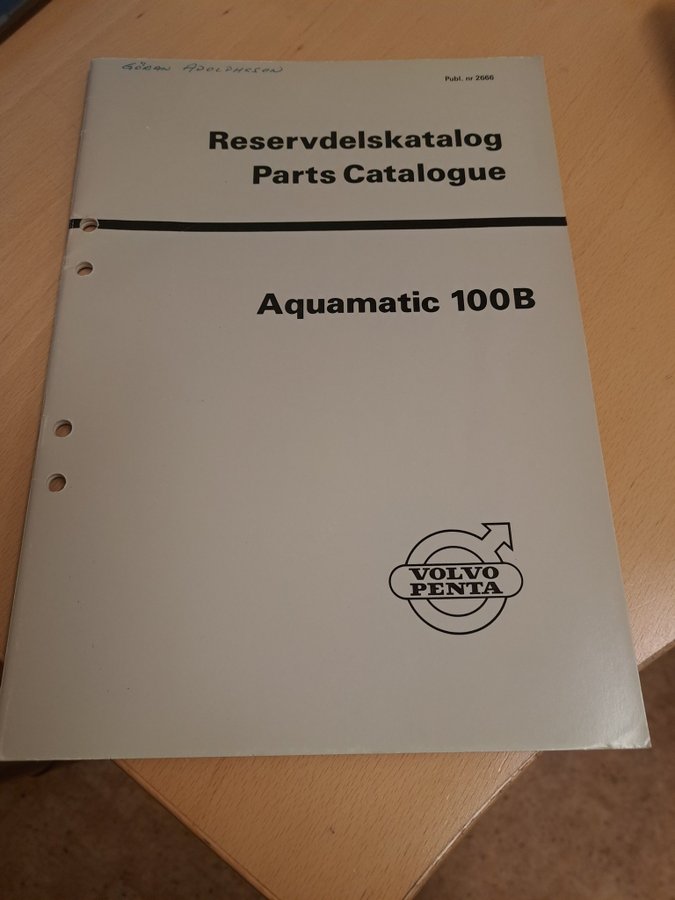 Göran Adolphson
Publ. nr 2666
Reservdelskatalog
Parts Catalogue
Aquamatic 100B
VOLVO
PENTA